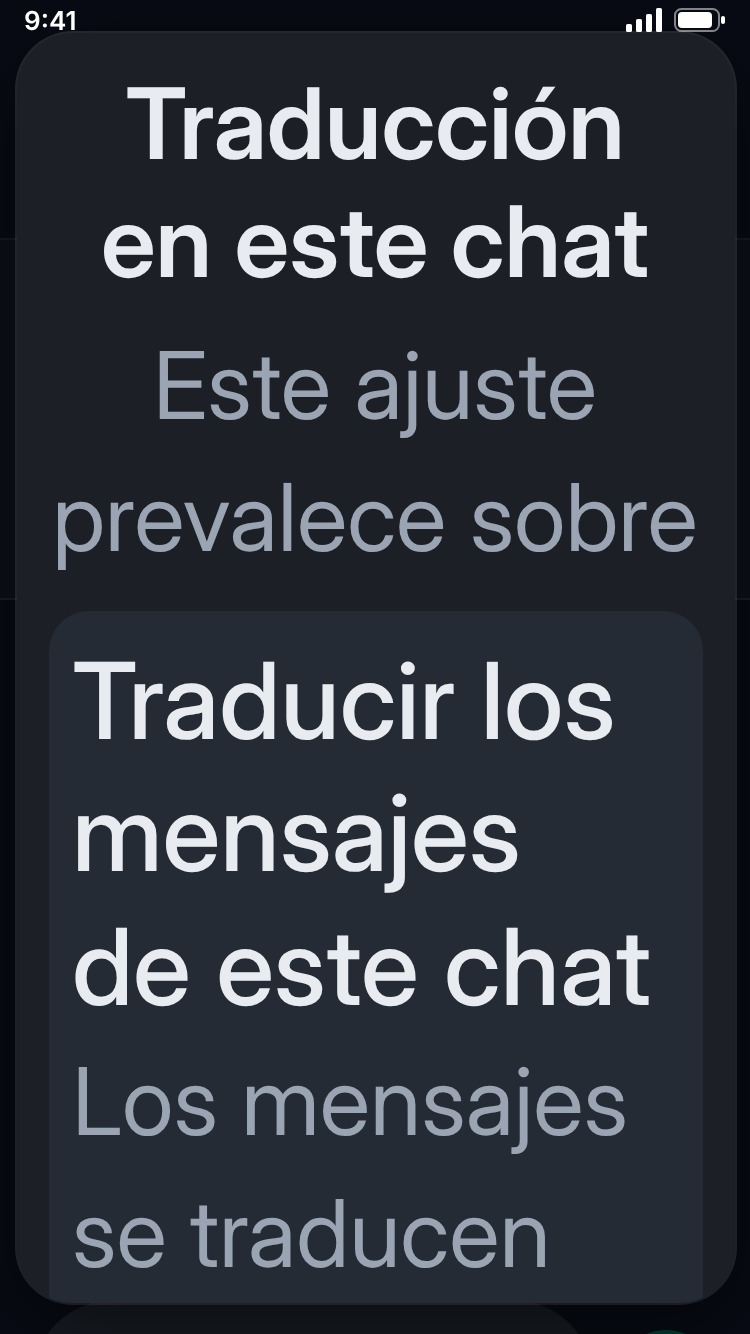 9:41
Traducción
en este chat
Este ajuste
prevalece sobre
Traducir los
mensajes
de este chat
Los mensajes
se traducen